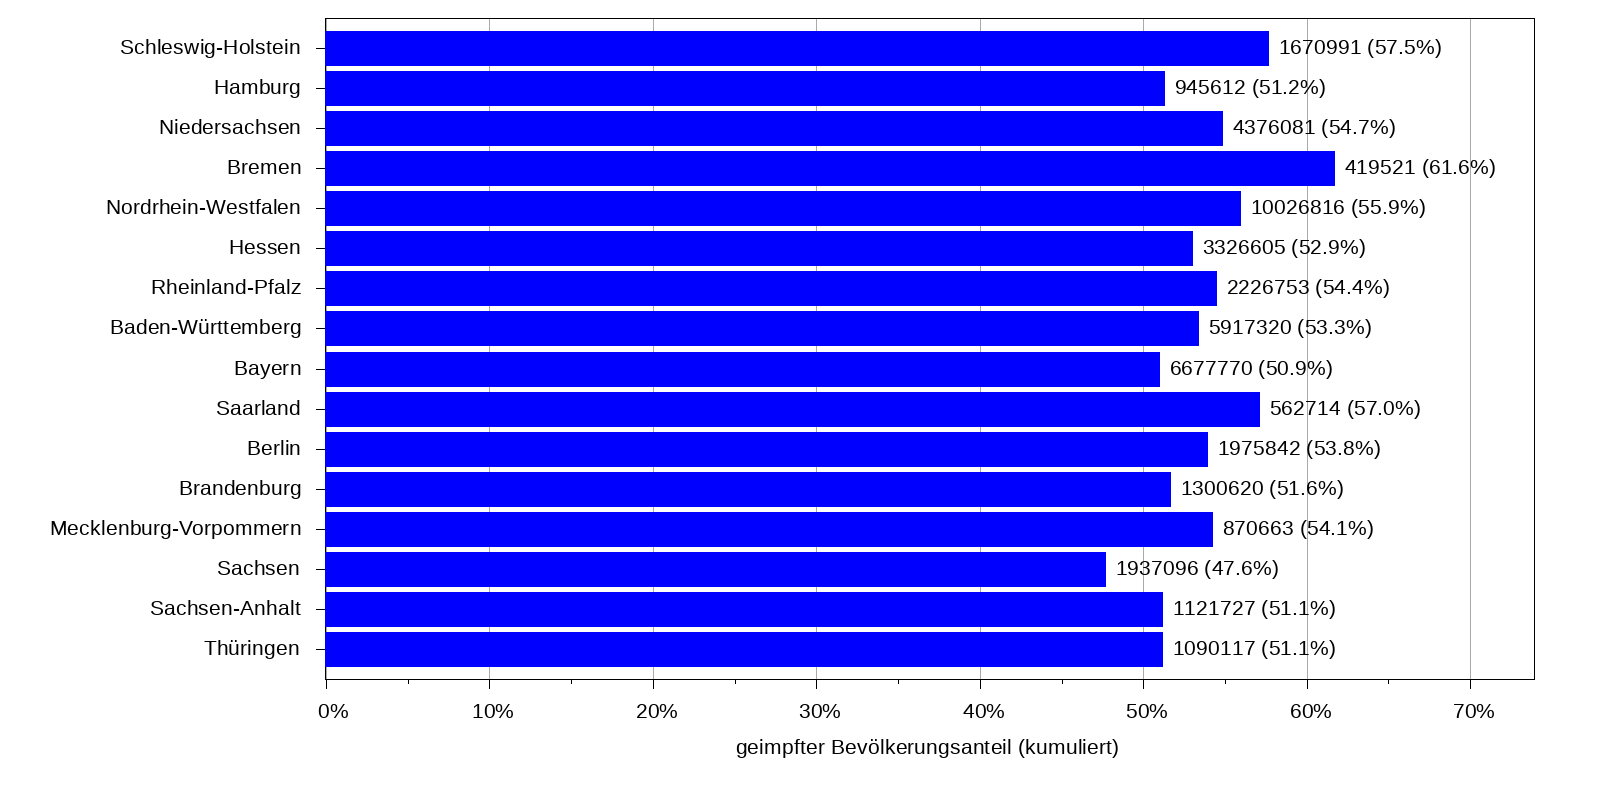 Schleswig-Holstein 1670991 (57.5%)
Hamburg 945612 (51.2%)
Niedersachsen 4376081 (54.7%)
Bremen 419521 (61.6%)
Nordrhein-Westfalen 10026816 (55.9%)
Hessen 3326605 (52.9%)
Rheinland-Pfalz 2226753 (54.4%)
Baden-Württemberg 5917320 (53.3%)
Bayern 6677770 (50.9%)
Saarland 562714 (57.0%)
Berlin 1975842 (53.8%)
Brandenburg 1300620 (51.6%)
Mecklenburg-Vorpommern 870663 (54.1%)
Sachsen 1937096 (47.6%)
Sachsen-Anhalt 1121727 (51.1%)
Thüringen 1090117 (51.1%)
0% 10% 20% 30% 40% 50% 60% 70%
geimpfter Bevölkerungsanteil (kumuliert)